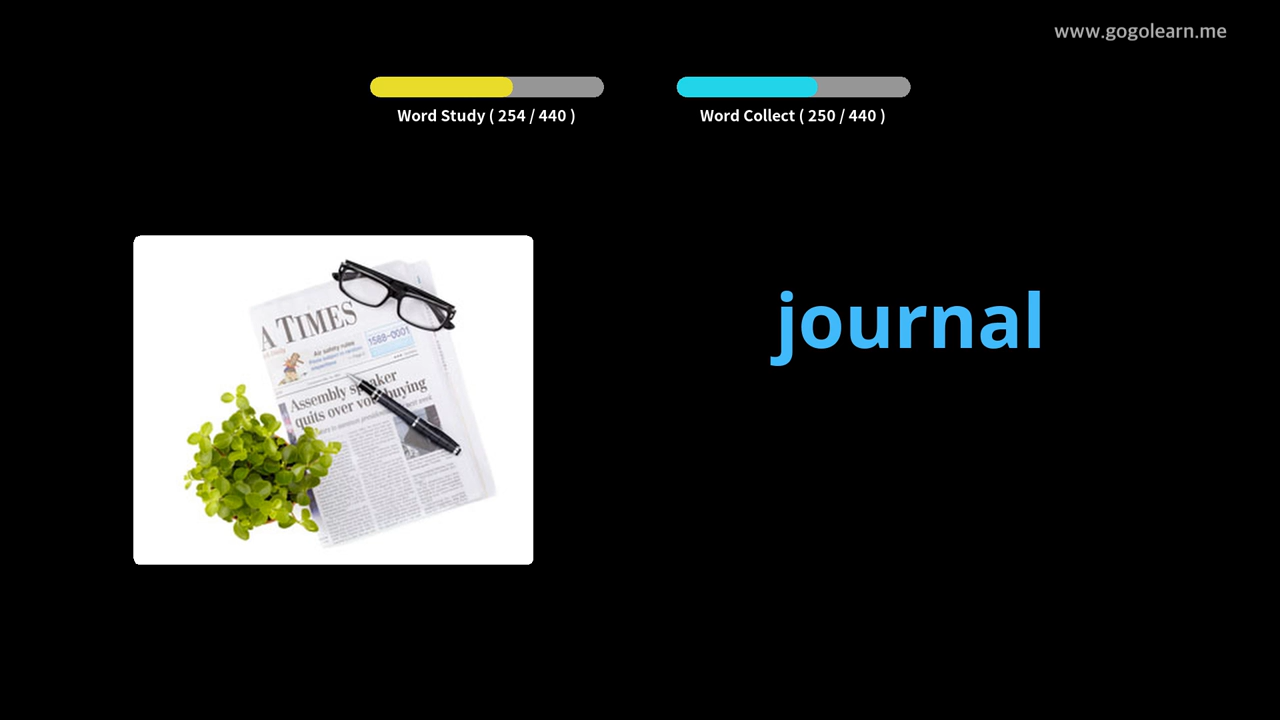 www.gogolearn.me
Word Study ( 254 / 440 )
Word Collect ( 250 / 440 )
journal
A TIMES
1588-0001
Air safety rules
Assembly speaker
quits over vote buying